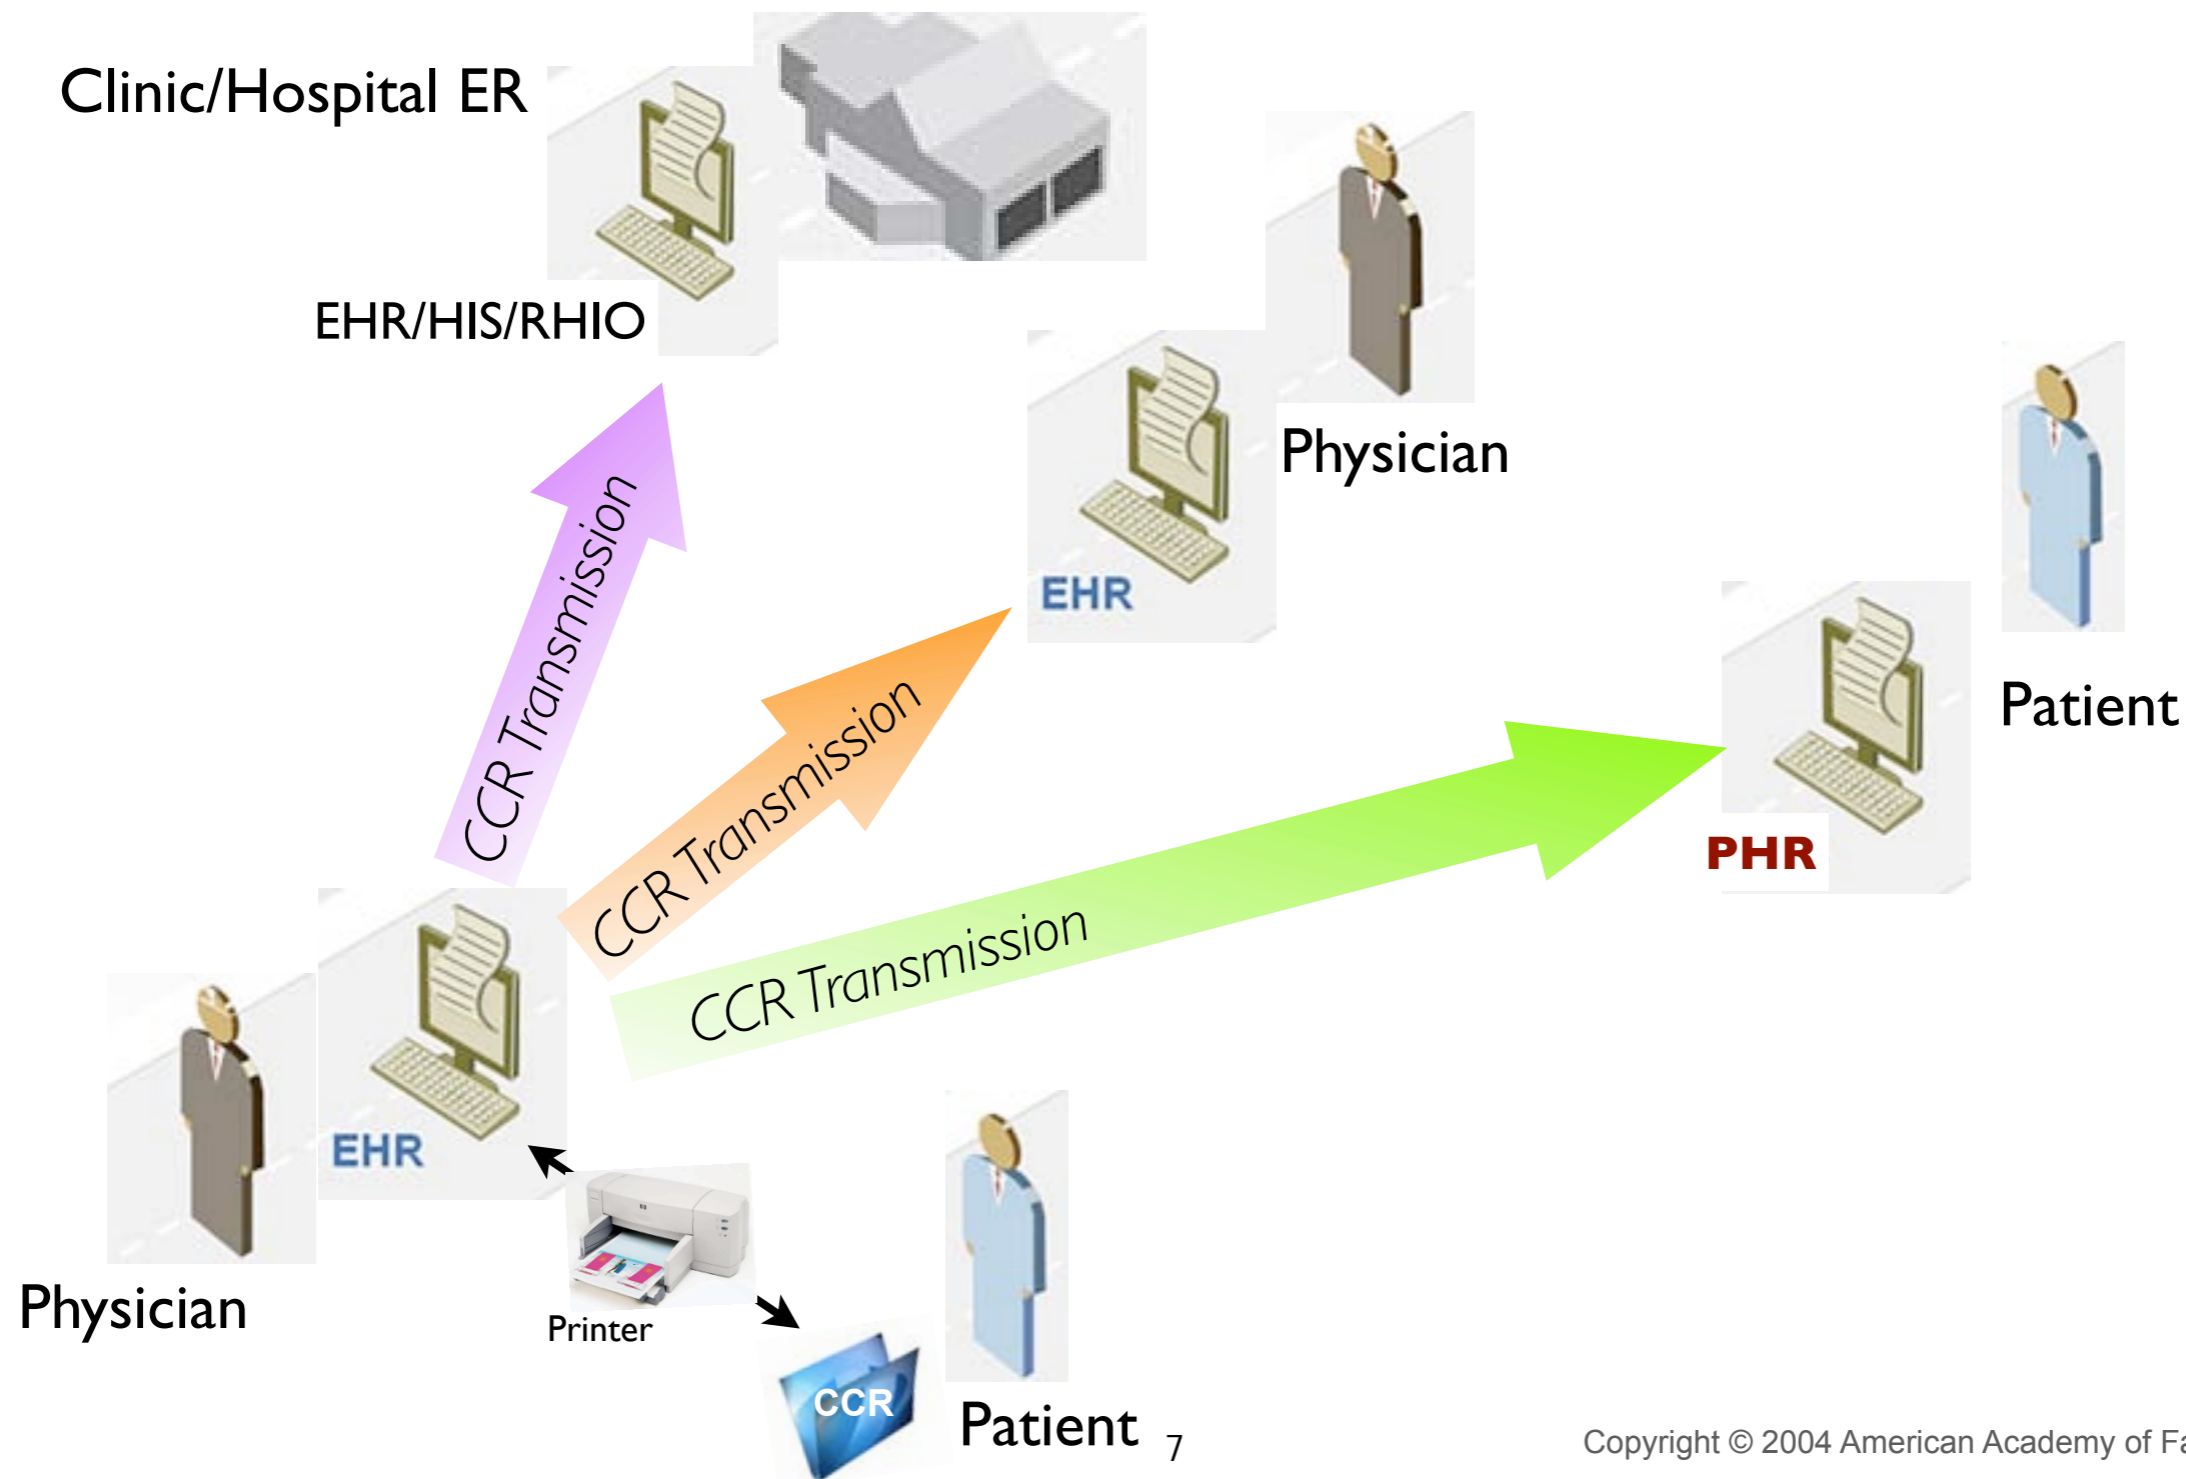 Clinic/Hospital ER
EHR/HIS/RHIO
Physician
EHR
Patient
PHR
CCR Transmission
CCR Transmission
CCR Transmission
EHR
Physician
Printer
CCR
Patient
7
Copyright © 2004 American Academy of